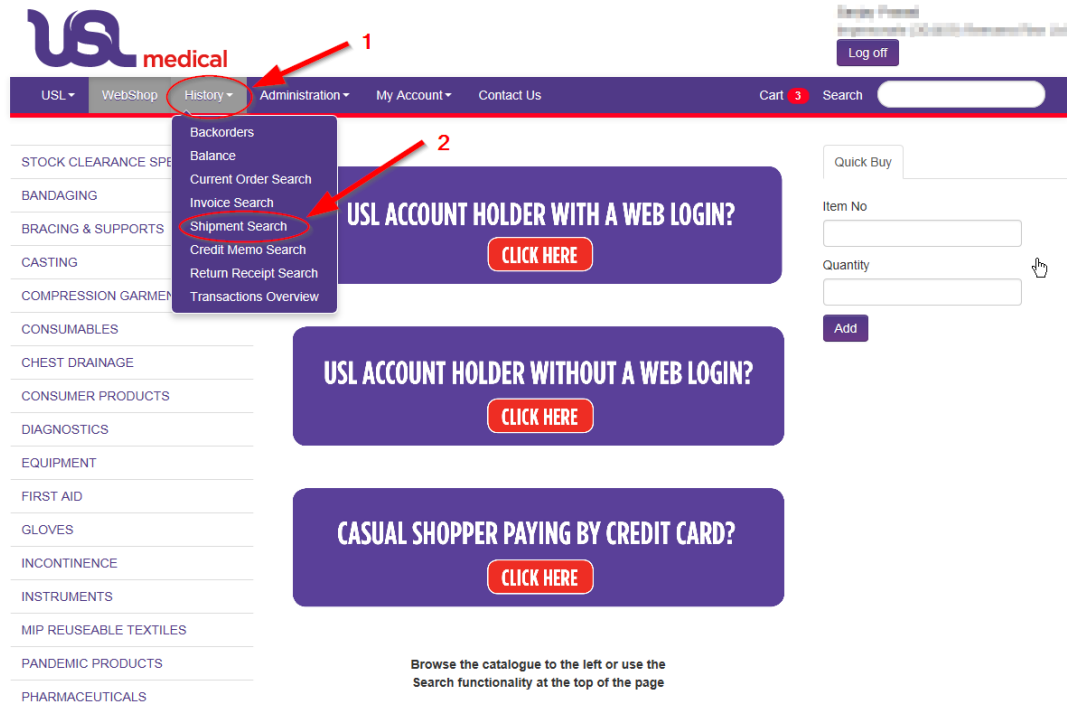 USL medical
Log off
1
USL
WebShop
History
Administration
My Account
Contact Us
Cart 3
Search
Backorders
Balance
Current Order Search
Invoice Search
Shipment Search
Credit Memo Search
Return Receipt Search
Transactions Overview
2
STOCK CLEARANCE SPE
BANDAGING
BRACING & SUPPORTS
CASTING
COMPRESSION GARMEN
CONSUMABLES
CHEST DRAINAGE
CONSUMER PRODUCTS
DIAGNOSTICS
EQUIPMENT
FIRST AID
GLOVES
INCONTINENCE
INSTRUMENTS
MIP REUSEABLE TEXTILES
PANDEMIC PRODUCTS
PHARMACEUTICALS
USL ACCOUNT HOLDER WITH A WEB LOGIN?
CLICK HERE
USL ACCOUNT HOLDER WITHOUT A WEB LOGIN?
CLICK HERE
CASUAL SHOPPER PAYING BY CREDIT CARD?
CLICK HERE
Browse the catalogue to the left or use the
Search functionality at the top of the page
Quick Buy
Item No
Quantity
Add